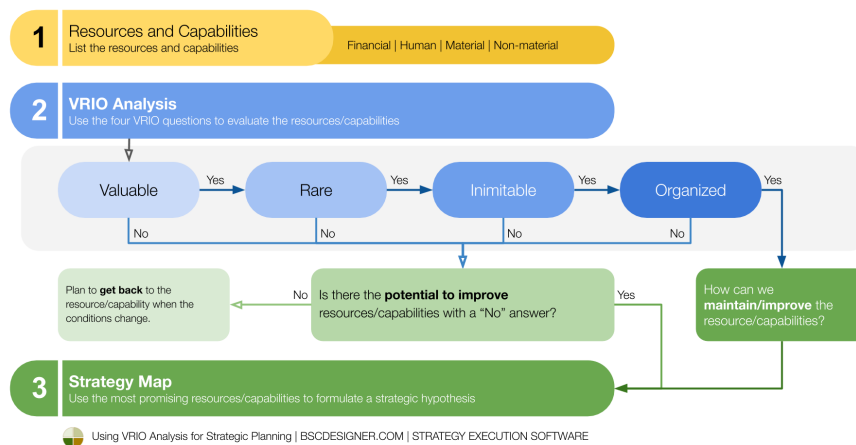 1
Resources and Capabilities
List the resources and capabilities
Financial | Human | Material | Non-material
2
VRIO Analysis
Use the four VRIO questions to evaluate the resources/capabilities
Valuable
Yes
Rare
Yes
Inimitable
Yes
Organized
Yes
No
No
No
No
Plan to get back to the
resource/capability when the
conditions change.
No
Is there the potential to improve
resources/capabilities with a “No” answer?
Yes
How can we
maintain/improve the
resource/capabilities?
3
Strategy Map
Use the most promising resources/capabilities to formulate a strategic hypothesis
Using VRIO Analysis for Strategic Planning | BSCDESIGNER.COM | STRATEGY EXECUTION SOFTWARE